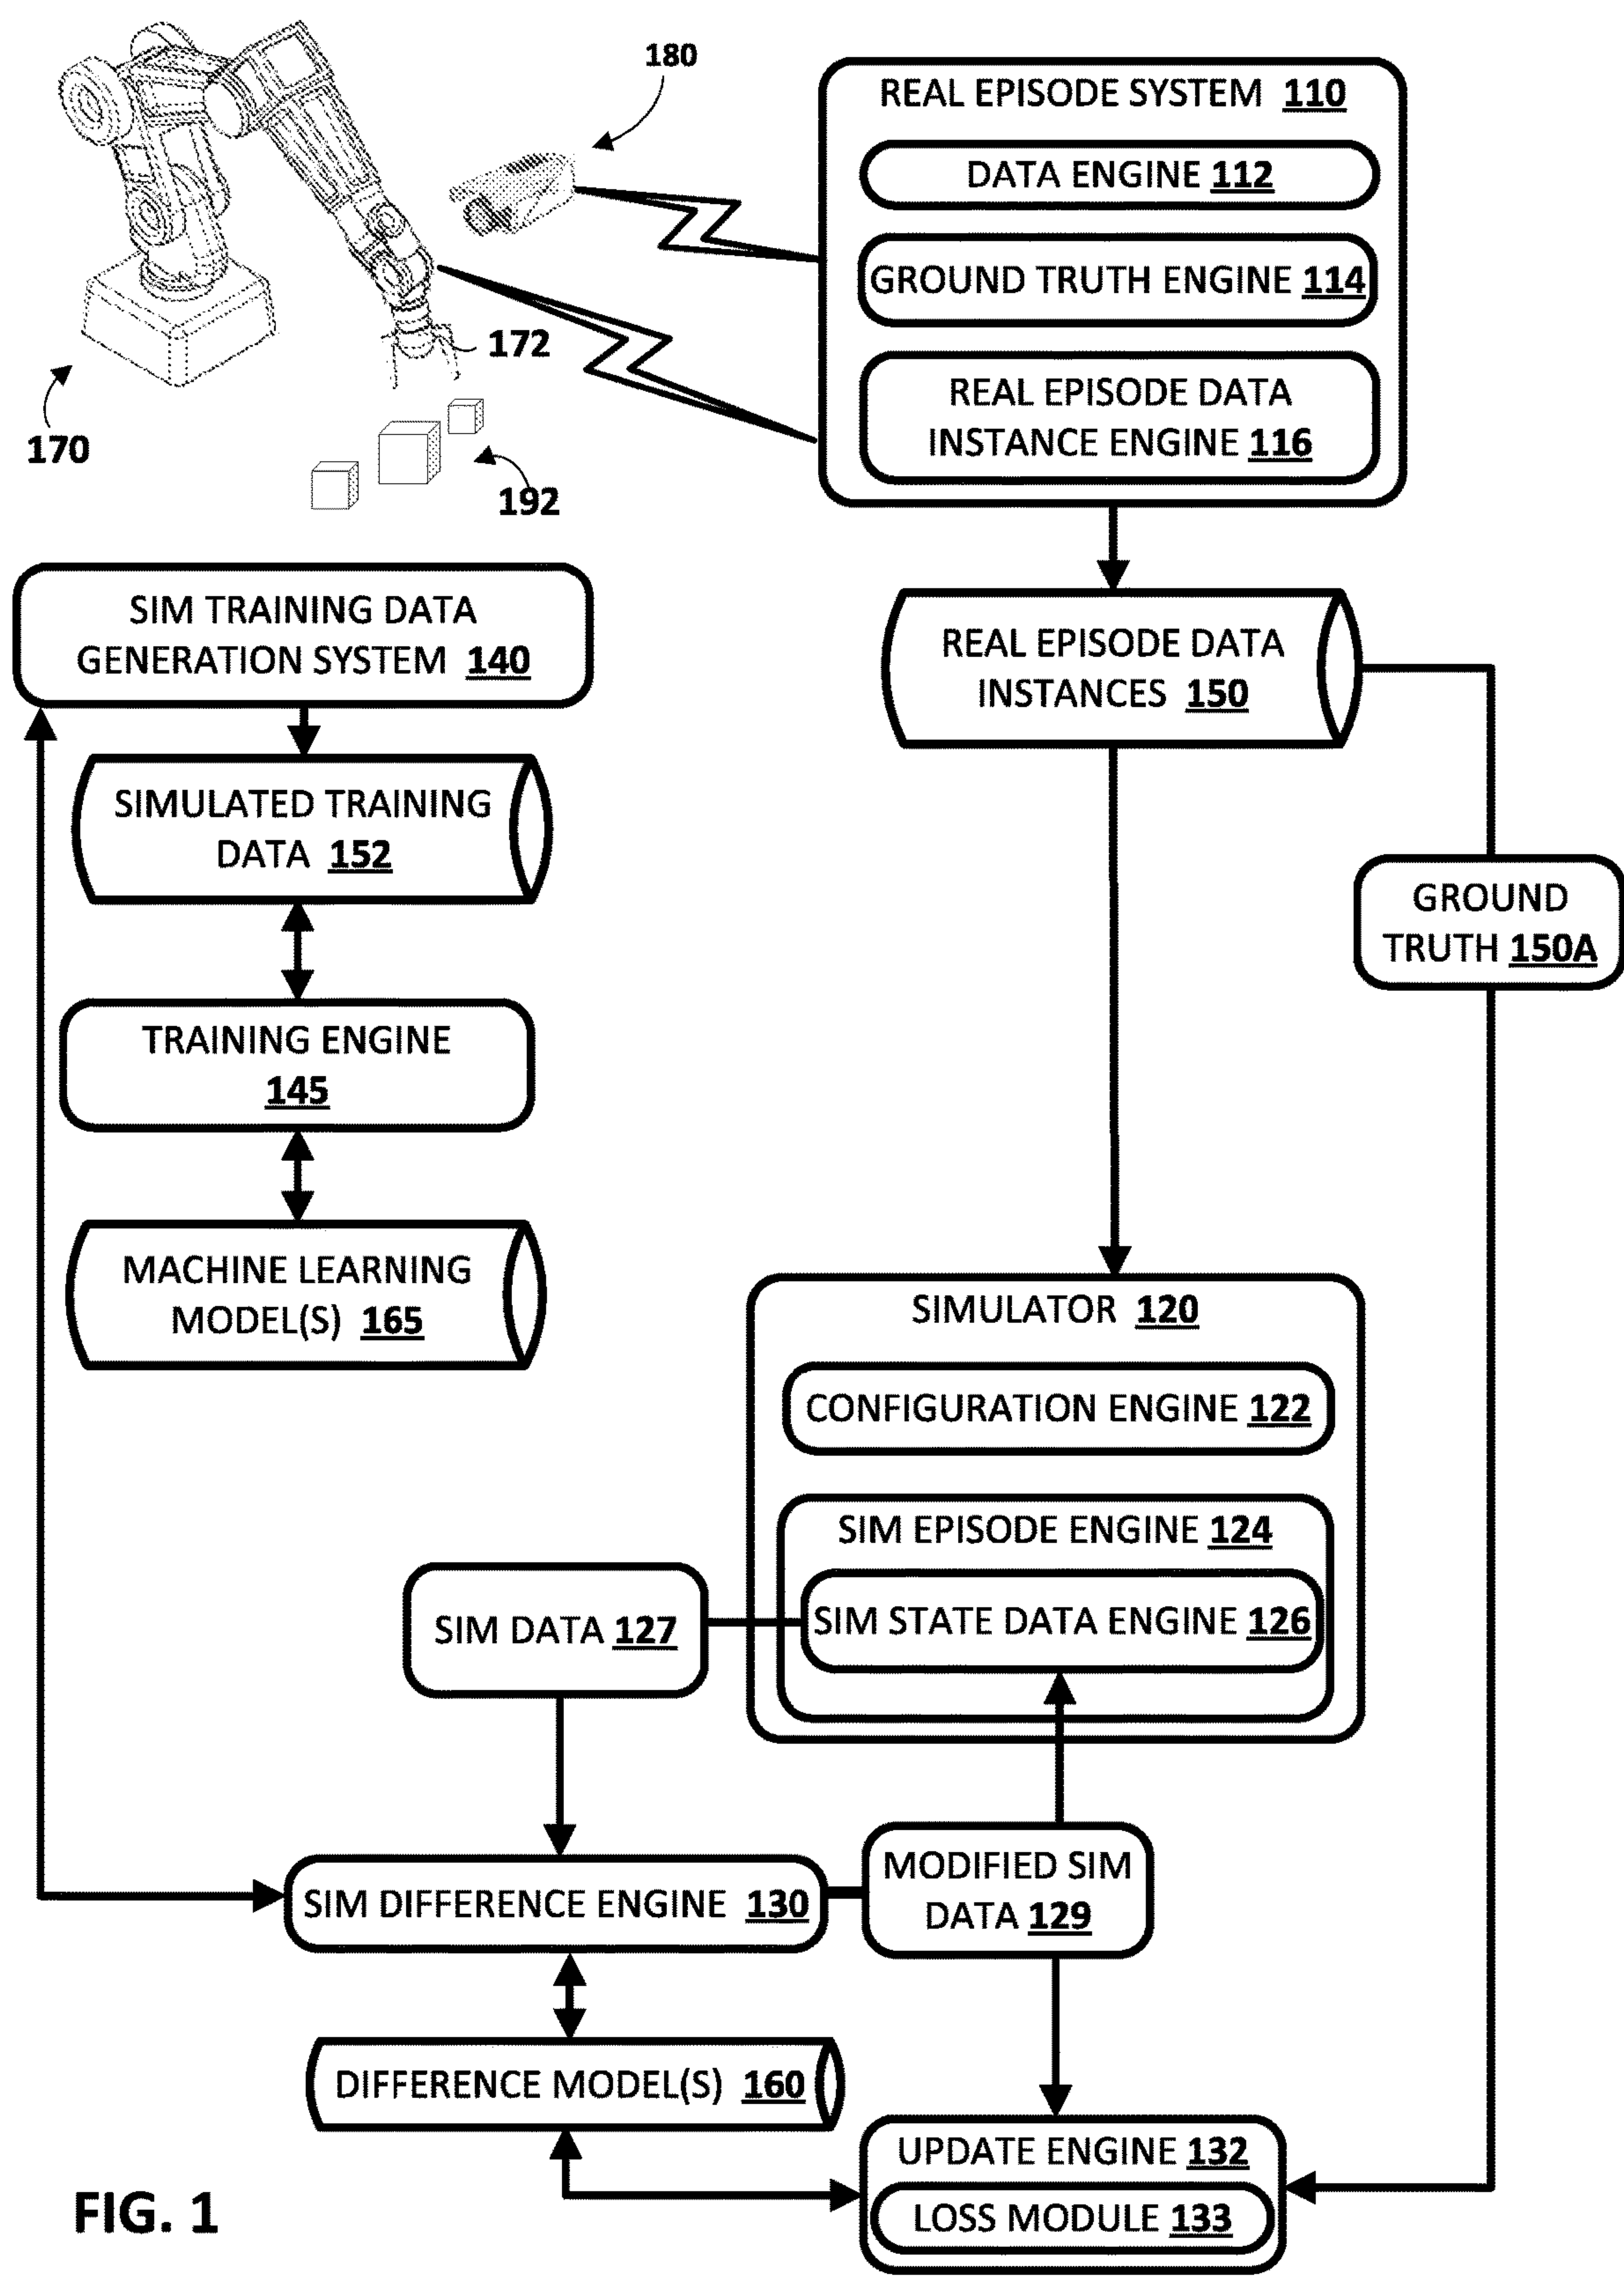 180
REAL EPISODE SYSTEM 110
DATA ENGINE 112
GROUND TRUTH ENGINE 114
172
REAL EPISODE DATA
INSTANCE ENGINE 116
170
192
SIM TRAINING DATA
GENERATION SYSTEM 140
REAL EPISODE DATA
INSTANCES 150
SIMULATED TRAINING
DATA 152
GROUND
TRUTH 150A
TRAINING ENGINE
145
MACHINE LEARNING
MODEL(S) 165
SIMULATOR 120
CONFIGURATION ENGINE 122
SIM EPISODE ENGINE 124
SIM STATE DATA ENGINE 126
SIM DATA 127
SIM DIFFERENCE ENGINE 130
MODIFIED SIM
DATA 129
DIFFERENCE MODEL(S) 160
UPDATE ENGINE 132
LOSS MODULE 133
FIG. 1